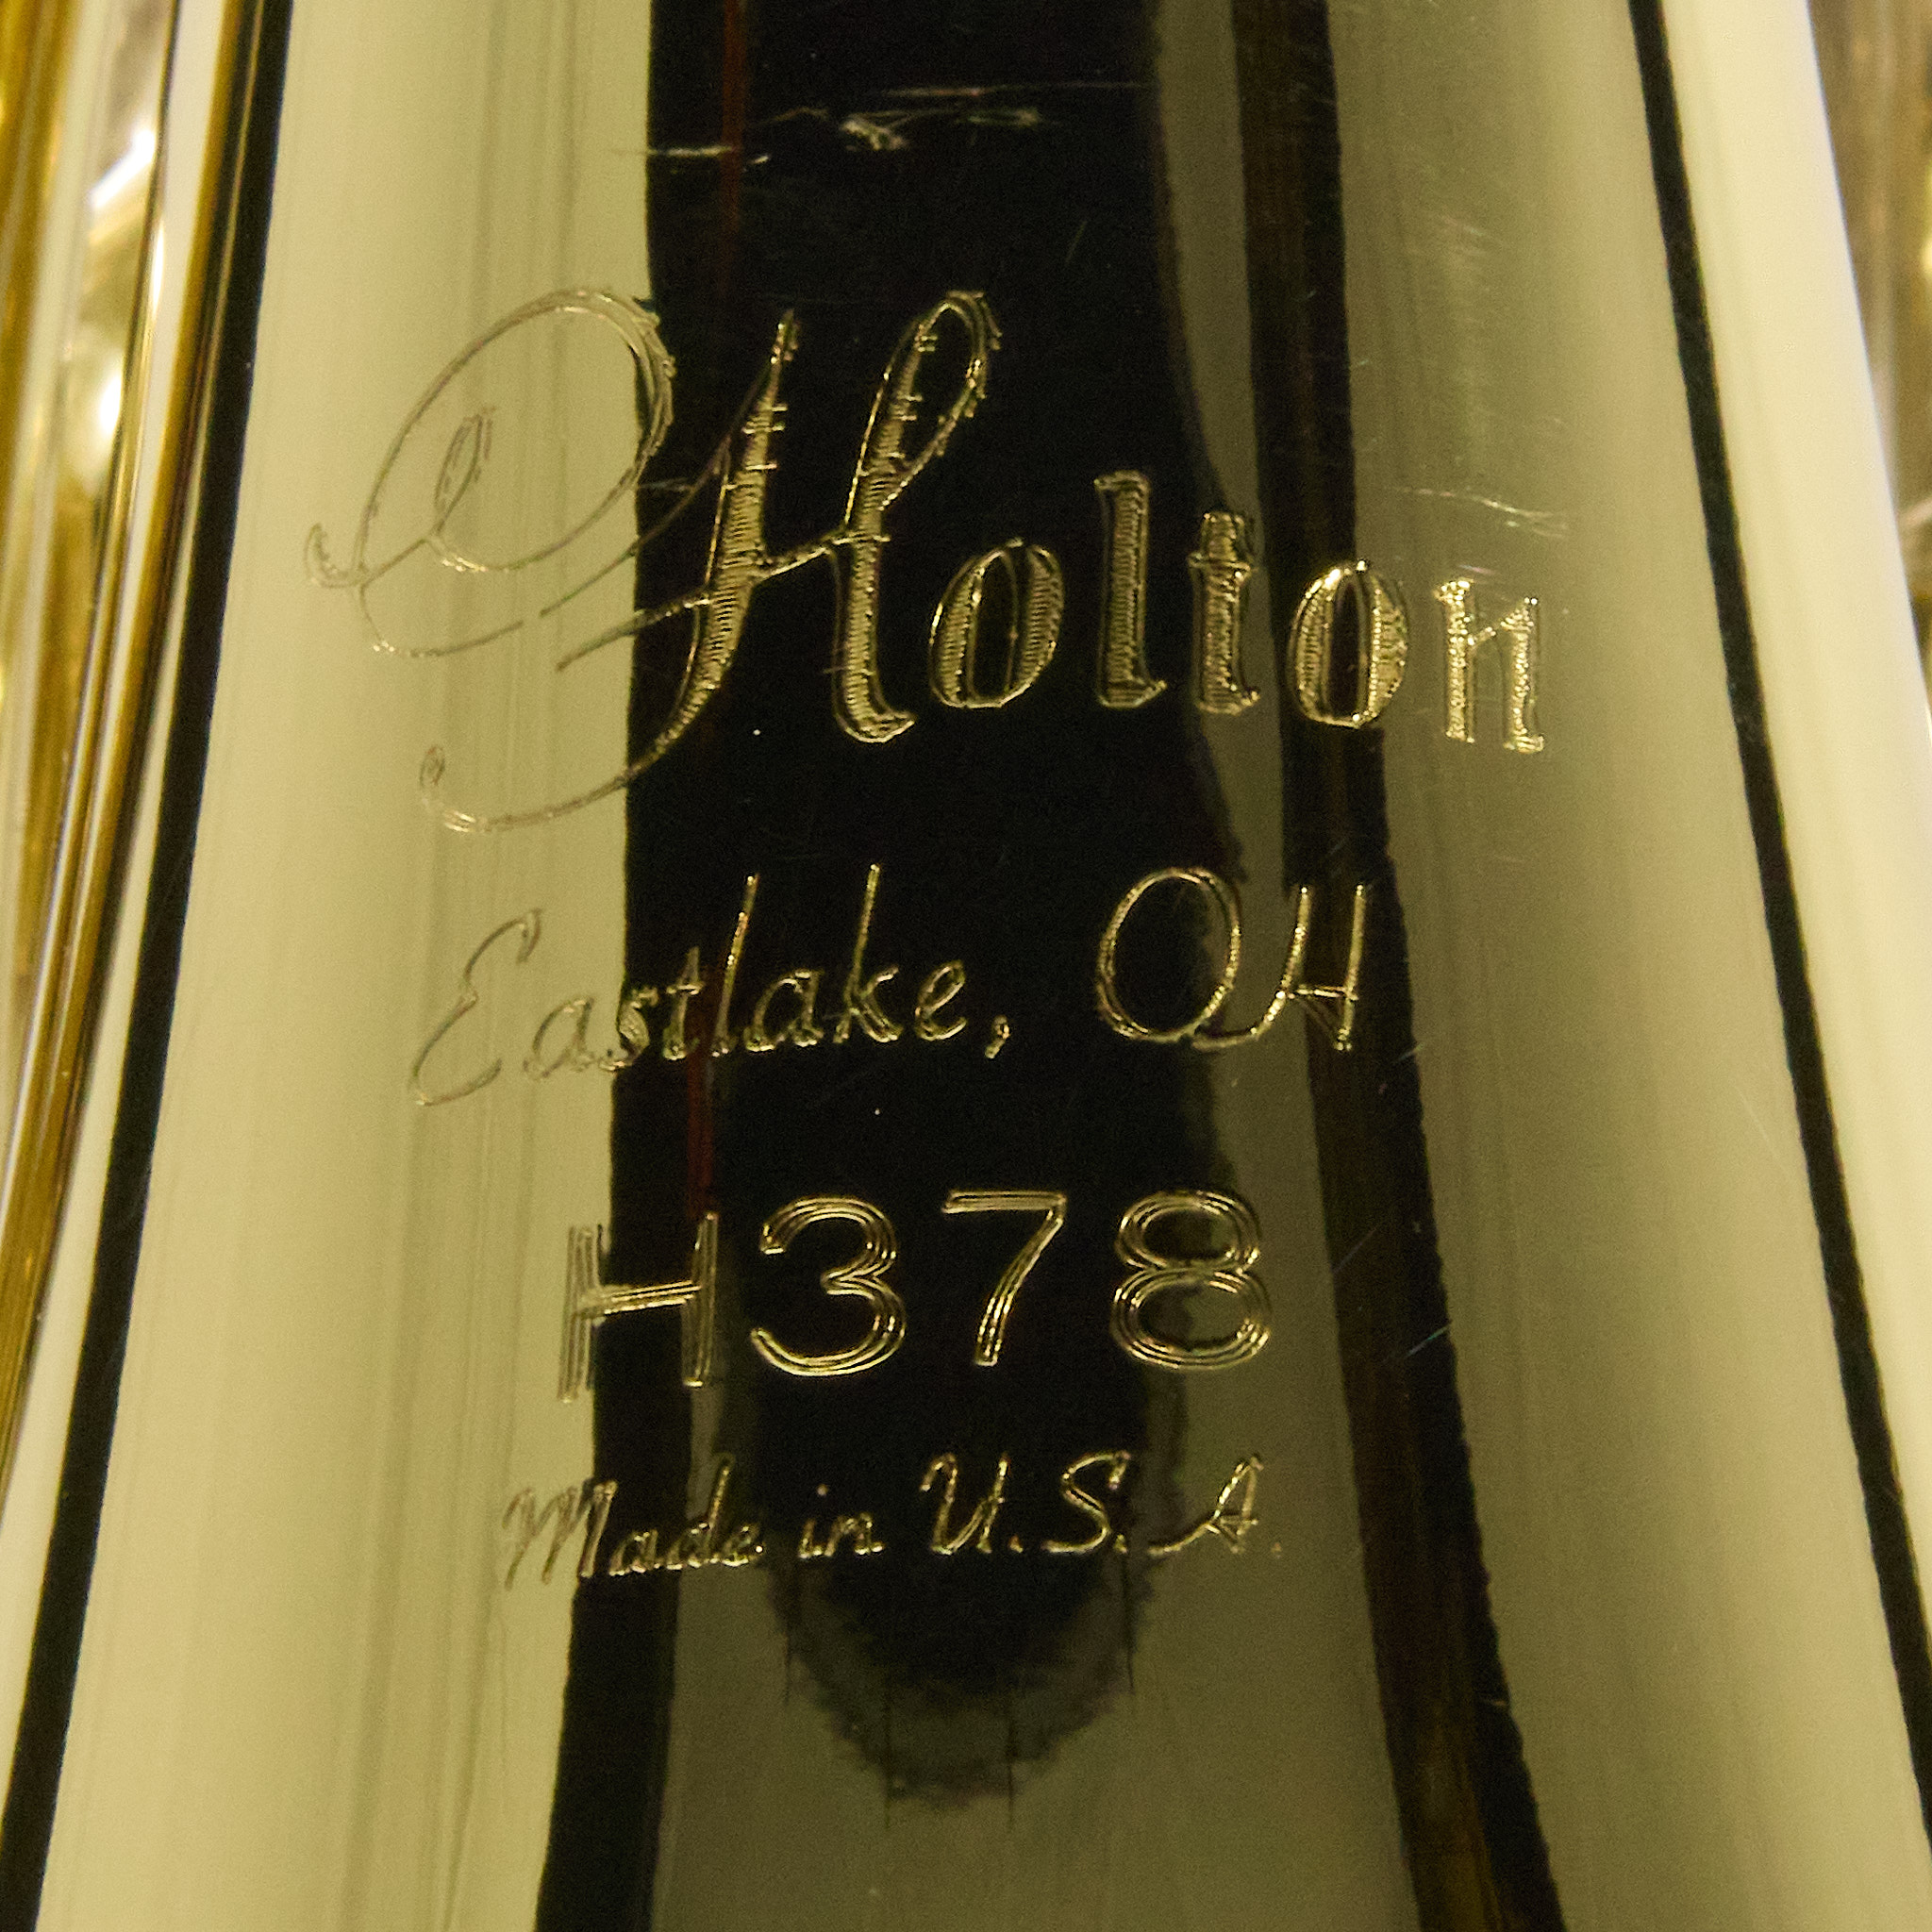 Holton
Eastlake, OH
H378
Made in U.S.A.